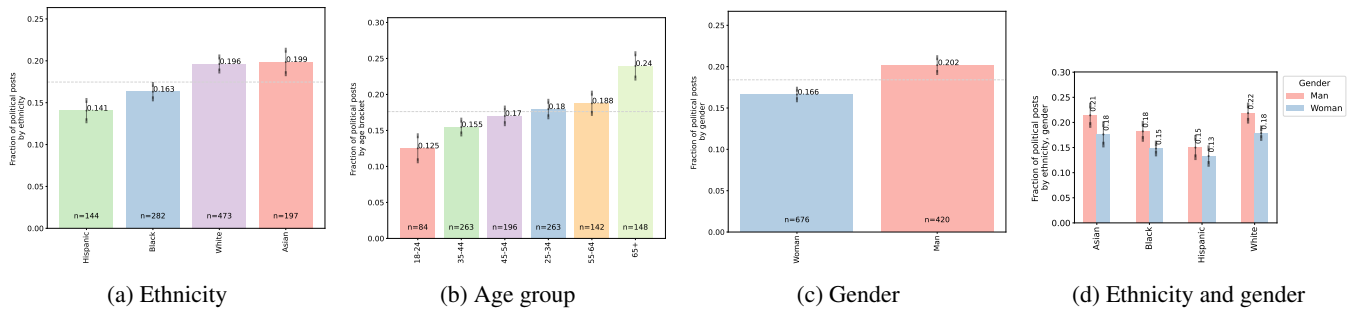 Fraction of political posts
by ethnicity
0.25
0.20
0.15
0.10
0.05
0.00
0.141
0.163
0.196
0.199
n=144
n=282
n=473
n=197
Hispanic
Black
White
Asian
(a) Ethnicity
Fraction of political posts
by age bracket
0.30
0.25
0.20
0.15
0.10
0.05
0.00
0.125
0.155
0.17
0.18
0.188
0.24
n=84
n=263
n=196
n=263
n=142
n=148
18-24
35-44
45-54
25-34
55-64
65+
(b) Age group
Fraction of political posts
by gender
0.25
0.20
0.15
0.10
0.05
0.00
0.166
0.202
n=676
n=420
Woman
Man
(c) Gender
Fraction of political posts
by ethnicity, gender
0.30
0.25
0.20
0.15
0.10
0.05
0.00
0.21
0.18
0.18
0.15
0.15
0.13
0.22
0.18
Asian
Black
Hispanic
White
Gender
Man
Woman
(d) Ethnicity and gender